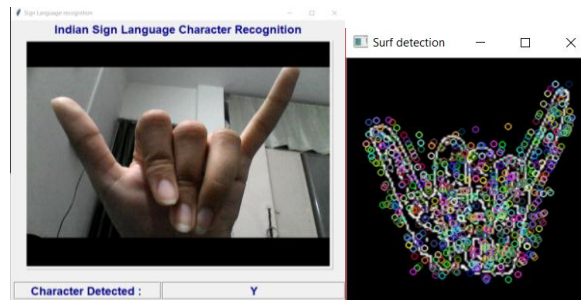 Sign Language recognition
Indian Sign Language Character Recognition
Surf detection
Character Detected :
Y